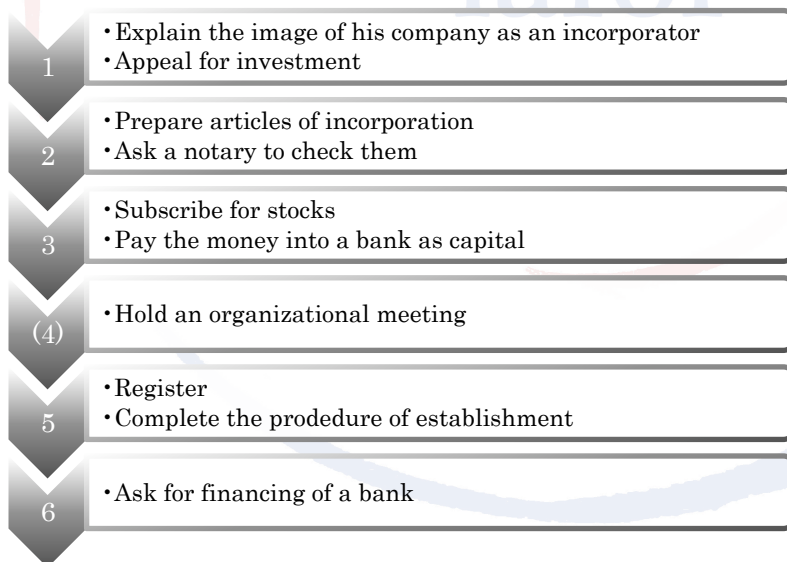 1
・Explain the image of his company as an incorporator
・Appeal for investment
2
・Prepare articles of incorporation
・Ask a notary to check them
3
・Subscribe for stocks
・Pay the money into a bank as capital
(4)
・Hold an organizational meeting
5
・Register
・Complete the prodedure of establishment
6
・Ask for financing of a bank